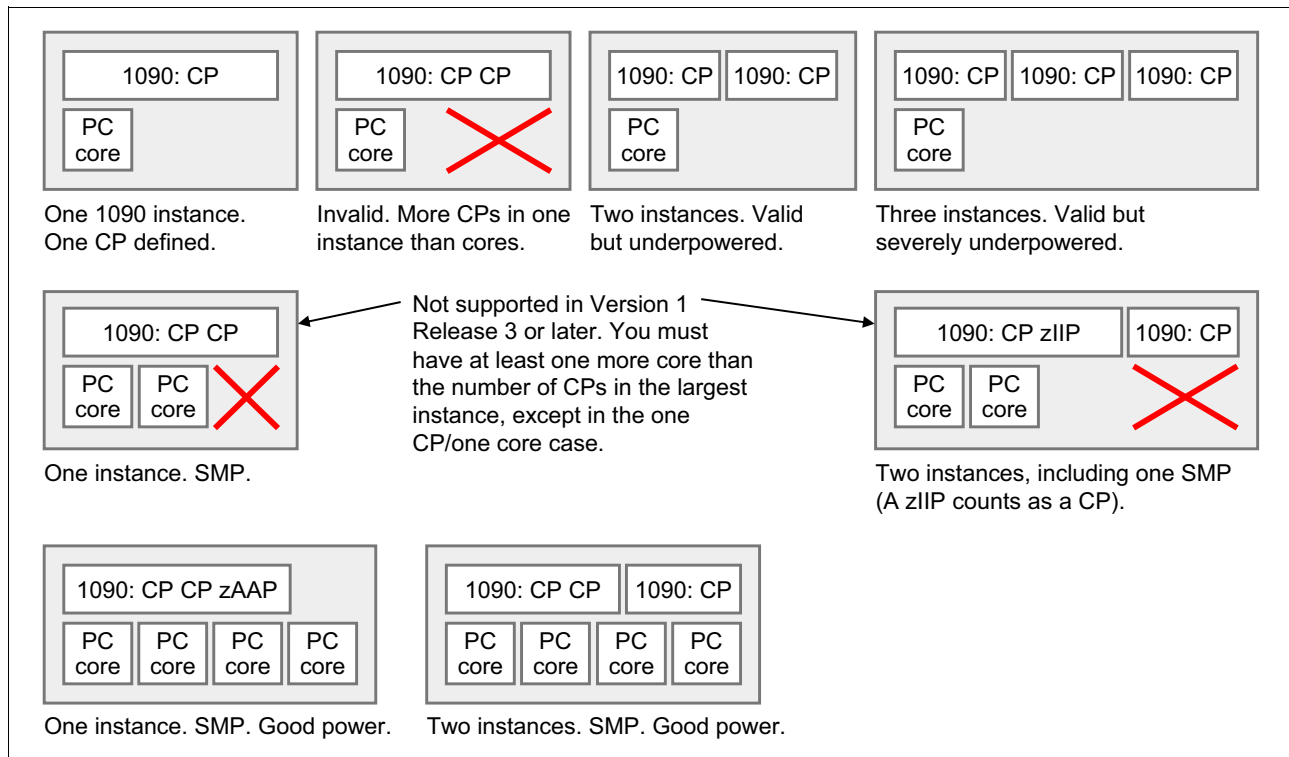 1090: CP
PC
core
One 1090 instance.
One CP defined.
1090: CP CP
PC
core
Invalid. More CPs in one
instance than cores.
1090: CP
1090: CP
PC
core
Two instances. Valid
but underpowered.
1090: CP
1090: CP
1090: CP
PC
core
Three instances. Valid but
severely underpowered.
1090: CP CP
PC
core
PC
core
One instance. SMP.
Not supported in Version 1
Release 3 or later. You must
have at least one more core than
the number of CPs in the largest
instance, except in the one
CP/one core case.
1090: CP zIIP
1090: CP
PC
core
PC
core
Two instances, including one SMP
(A zIIP counts as a CP).
1090: CP CP zAAP
PC
core
PC
core
PC
core
PC
core
One instance. SMP. Good power.
1090: CP CP
1090: CP
PC
core
PC
core
PC
core
PC
core
Two instances. SMP. Good power.